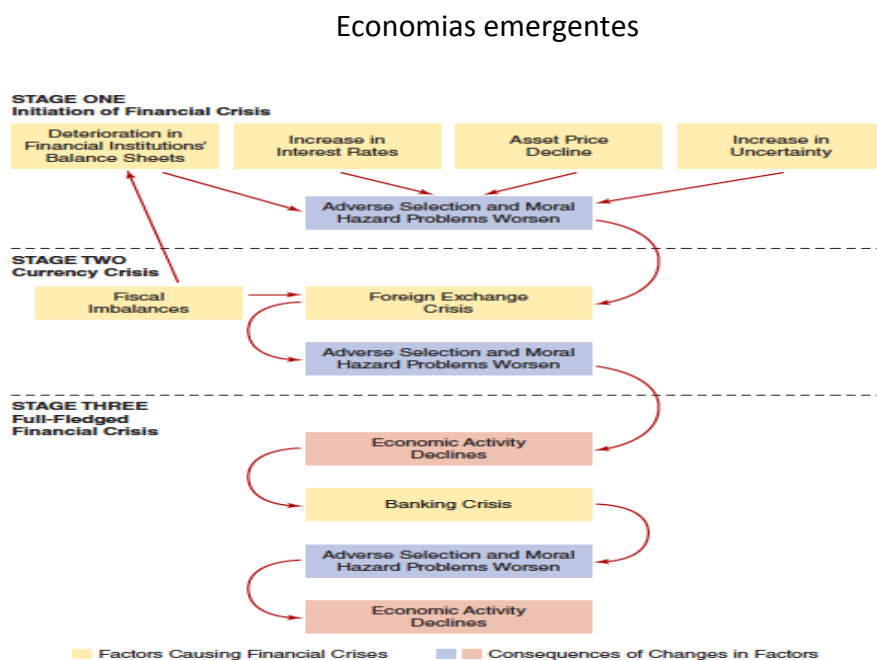 Economias emergentes
STAGE ONE
Initiation of Financial Crisis
Deterioration in
Financial Institutions'
Balance Sheets
Increase in
Interest Rates
Asset Price
Decline
Increase in
Uncertainty
Adverse Selection and Moral
Hazard Problems Worsen
STAGE TWO
Currency Crisis
Fiscal
Imbalances
Foreign Exchange
Crisis
Adverse Selection and Moral
Hazard Problems Worsen
STAGE THREE
Full-Fledged
Financial Crisis
Economic Activity
Declines
Banking Crisis
Adverse Selection and Moral
Hazard Problems Worsen
Economic Activity
Declines
Factors Causing Financial Crises
Consequences of Changes in Factors